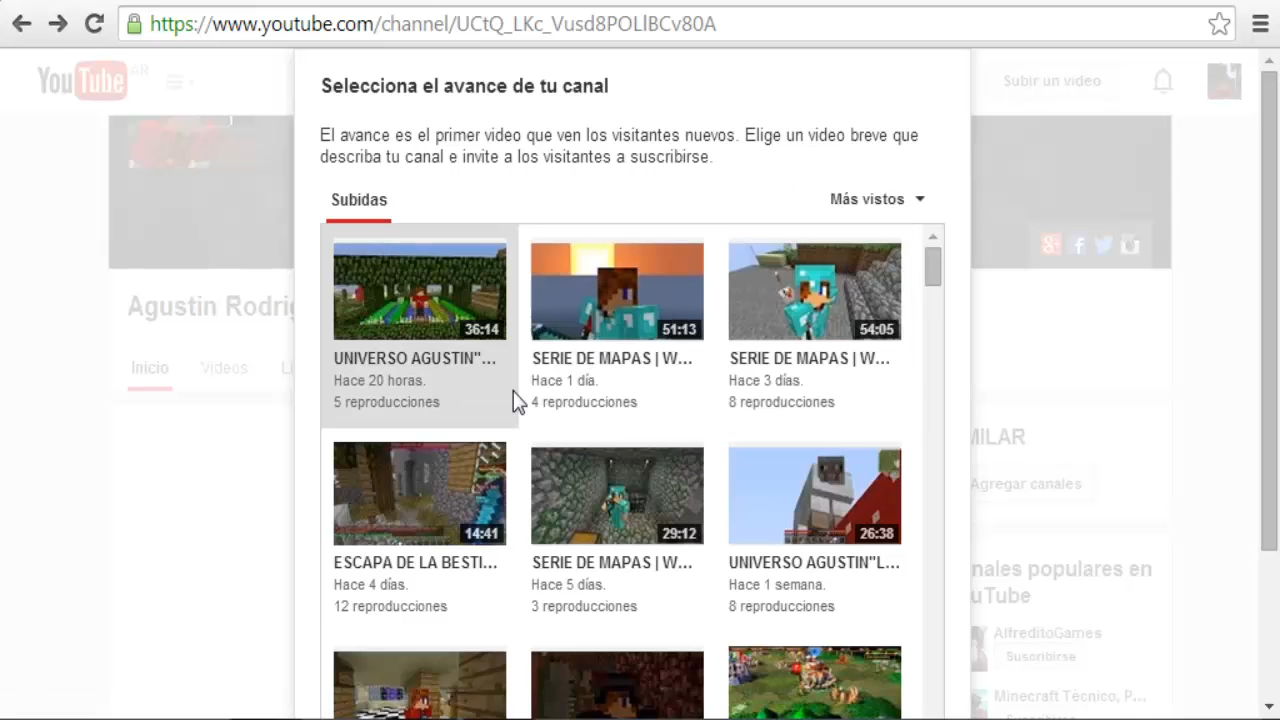 https://www.youtube.com/channel/UCtQ_LKc_Vusd8POLlBCv80A
YouTube AR
Subir un video
Selecciona el avance de tu canal
El avance es el primer video que ven los visitantes nuevos. Elige un video breve que
describa tu canal e invite a los visitantes a suscribirse.
Subidas
Más vistos
Agustin Rodrig
Inicio
Videos
36:14
51:13
54:05
UNIVERSO AGUSTIN"...
SERIE DE MAPAS | W...
SERIE DE MAPAS | W...
Hace 20 horas.
Hace 1 día.
Hace 3 días.
5 reproducciones
4 reproducciones
8 reproducciones
14:41
29:12
26:38
ESCAPA DE LA BESTI...
SERIE DE MAPAS | W...
UNIVERSO AGUSTIN"L...
Hace 4 días.
Hace 5 días.
Hace 1 semana.
12 reproducciones
3 reproducciones
8 reproducciones
MILAR
Agregar canales
nales populares en
uTube
AlfreditoGames
Suscribirse
Minecraft Técnico, P...